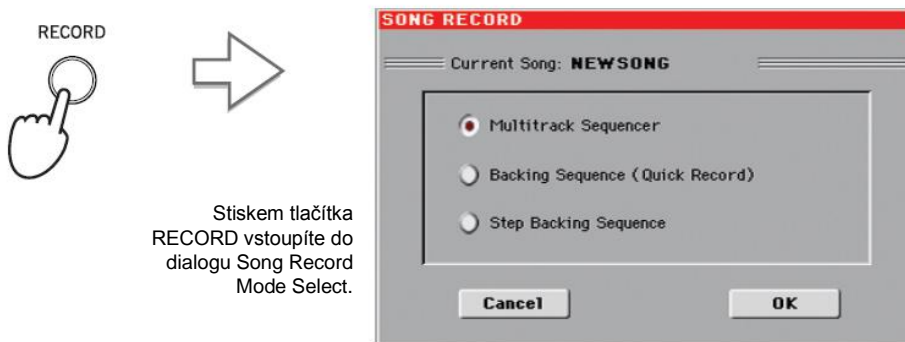 RECORD
Stiskem tlačítka
RECORD vstoupíte do
dialogu Song Record
Mode Select.
SONG RECORD
Current Song: NEWSONG
Multitrack Sequencer
Backing Sequence (Quick Record)
Step Backing Sequence
Cancel OK